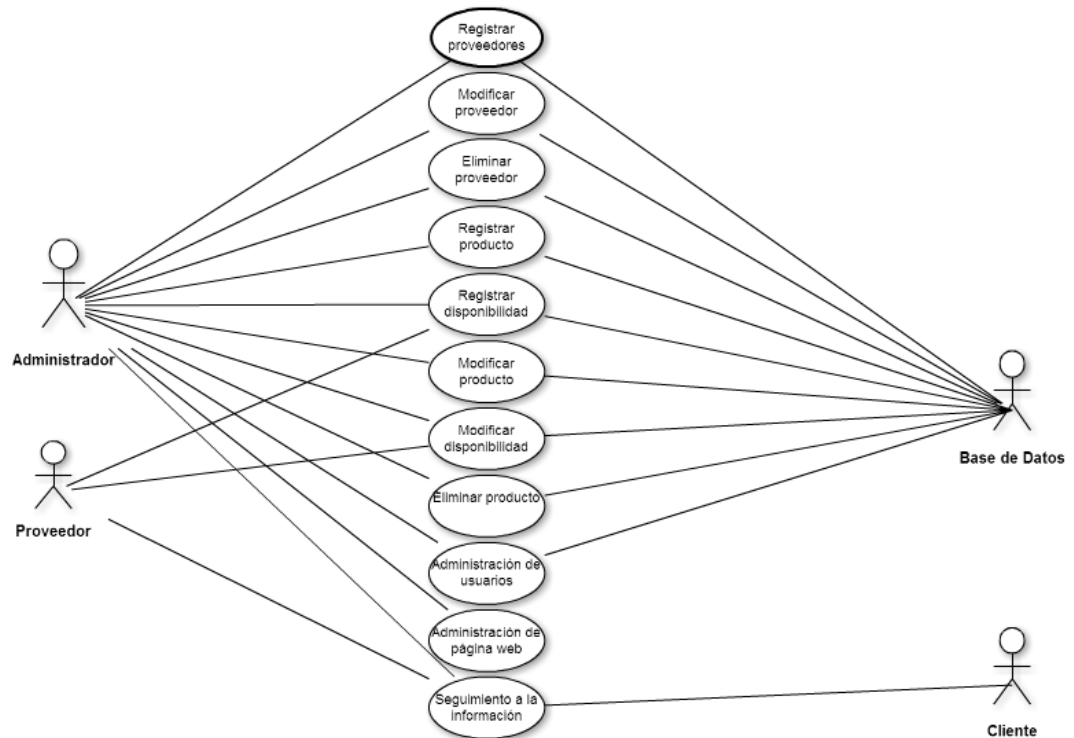 Registrar
proveedores
Modificar
proveedor
Eliminar
proveedor
Registrar
producto
Registrar
disponibilidad
Administrador
Modificar
producto
Modificar
disponibilidad
Base de Datos
Proveedor
Eliminar producto
Administración de
usuarios
Administración de
página web
Seguimiento a la
información
Cliente